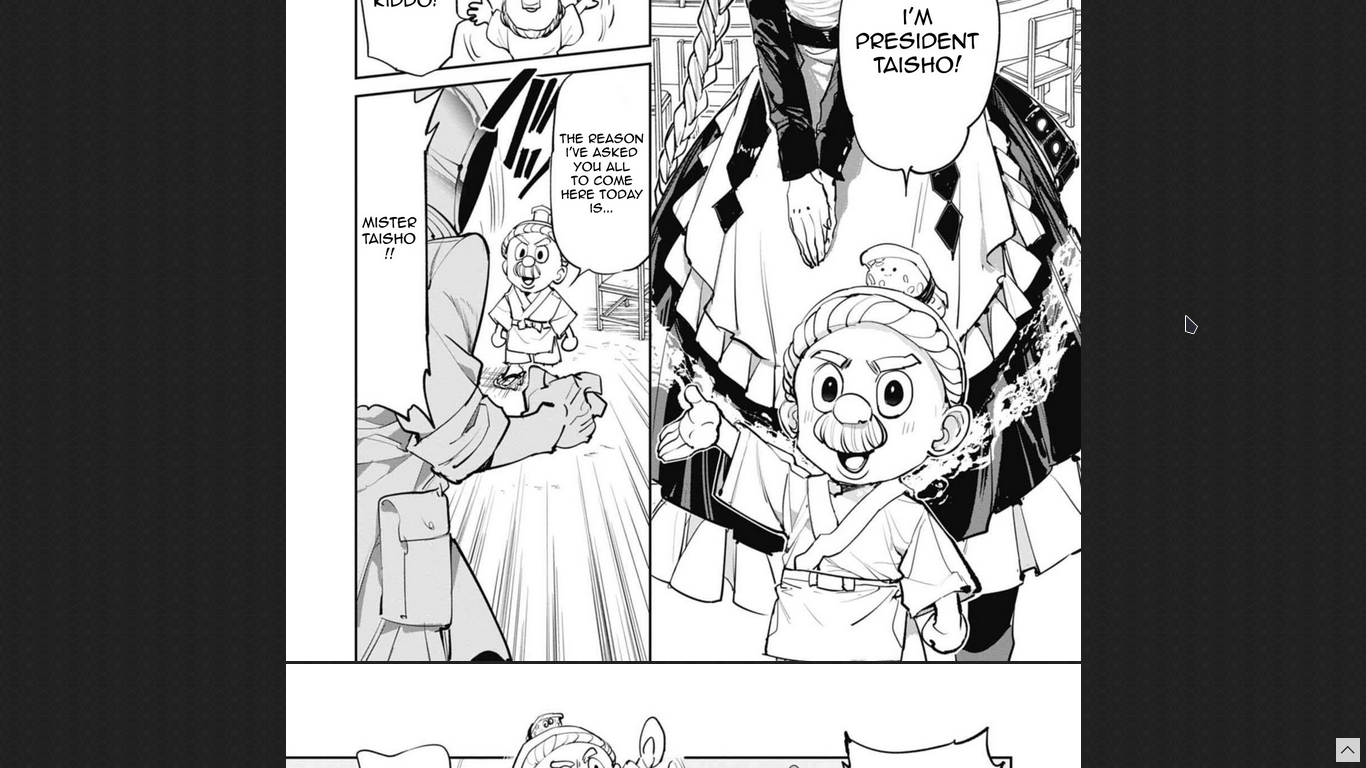 KIDDO!
I'M
PRESIDENT
TAISHO!
THE REASON
I'VE ASKED
YOU ALL
TO COME
HERE TODAY
IS...
MISTER
TAISHO
!!